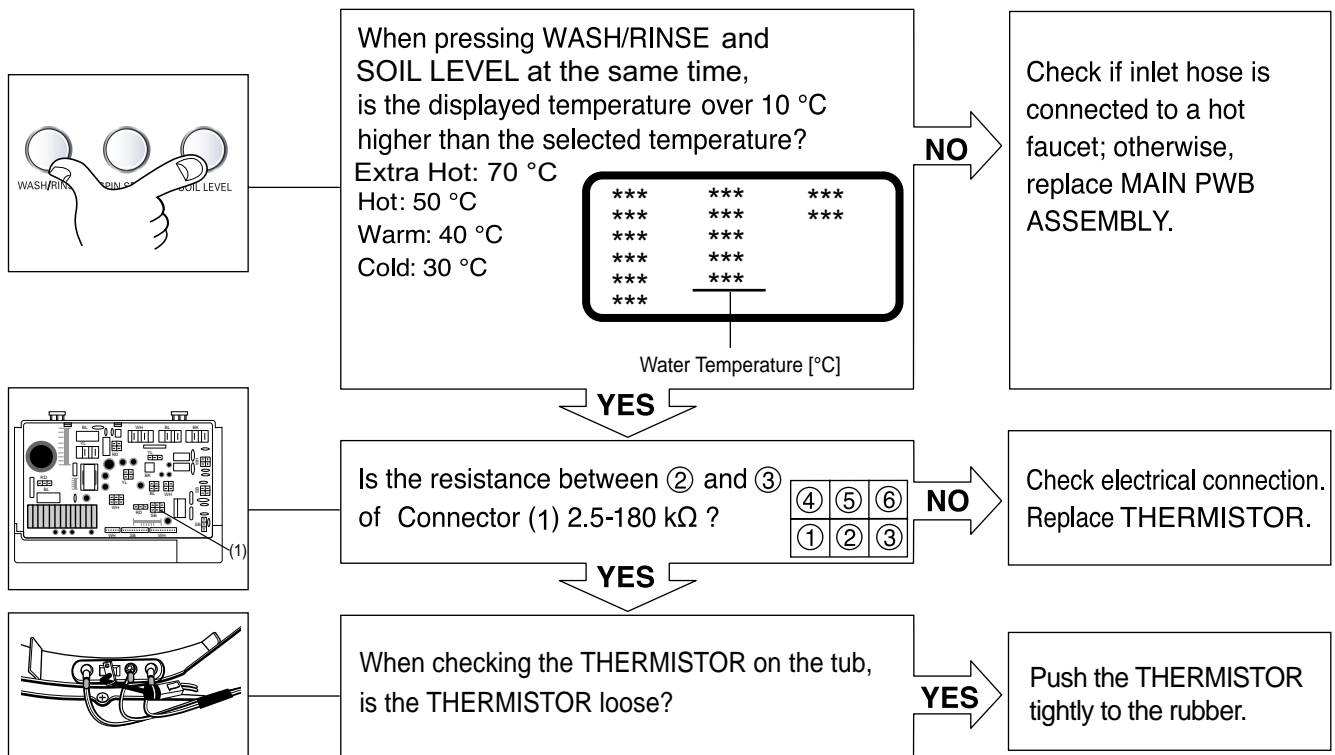 When pressing WASH/RINSE and
SOIL LEVEL at the same time,
is the displayed temperature over 10 °C
higher than the selected temperature?
Extra Hot: 70 °C
Hot: 50 °C
Warm: 40 °C
Cold: 30 °C
*** *** ***
*** *** ***
*** ***
*** ***
*** ***
***
Water Temperature [°C]
WASH/RIN SPIN S SOIL LEVEL
NO
Check if inlet hose is
connected to a hot
faucet; otherwise,
replace MAIN PWB
ASSEMBLY.
YES
(1)
Is the resistance between ② and ③
of Connector (1) 2.5-180 kΩ ?
④ ⑤ ⑥
① ② ③
NO
Check electrical connection.
Replace THERMISTOR.
YES
When checking the THERMISTOR on the tub,
is the THERMISTOR loose?
YES
Push the THERMISTOR
tightly to the rubber.